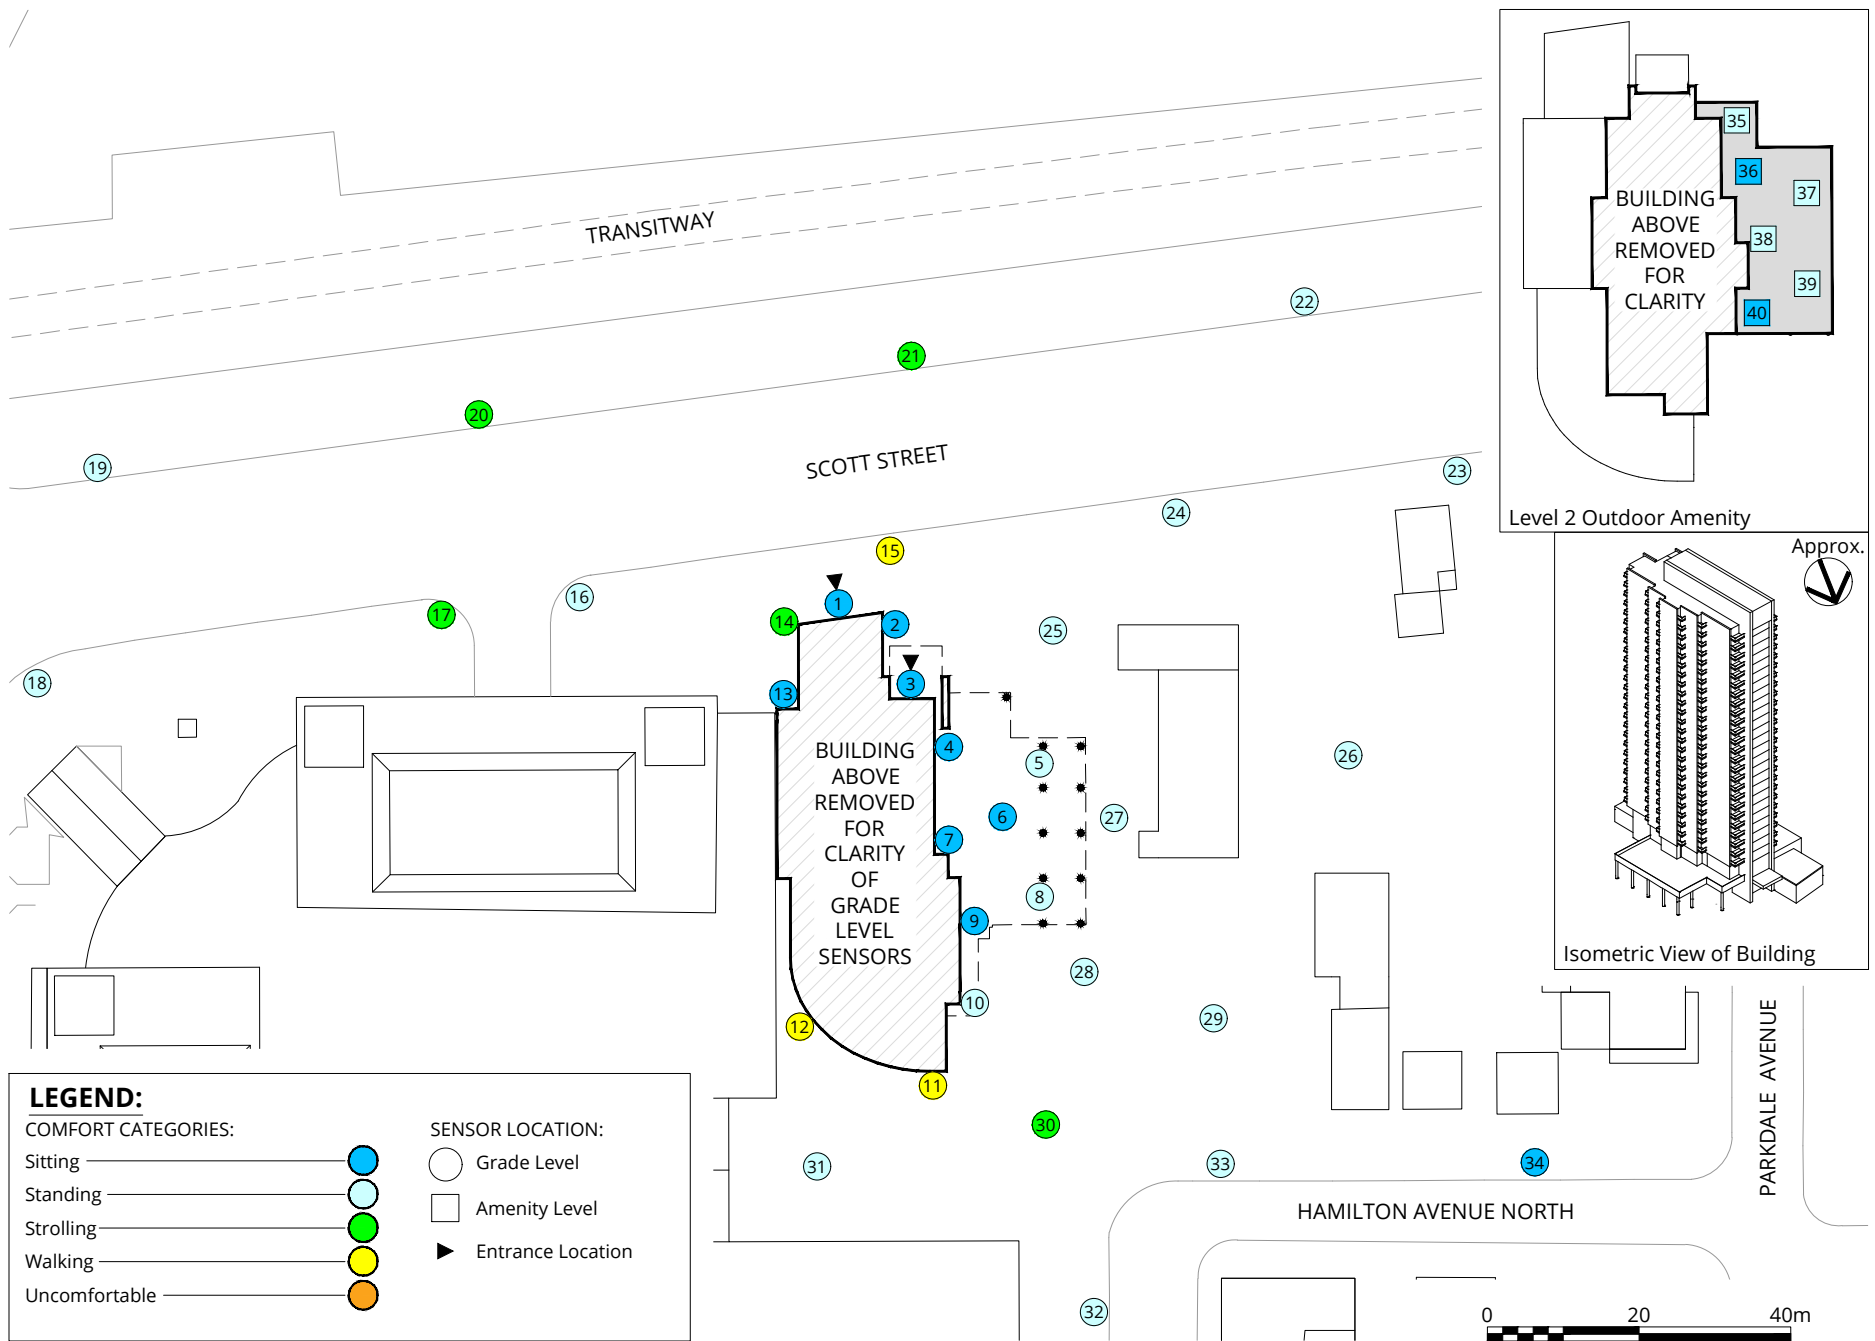 TRANSITWAY
22
21
20
19
SCOTT STREET
23
24
15
16
17
1
14
2
25
18
3
13
4
5
26
6
27
7
8
9
28
10
29
12
11
30
31
33
34
32
BUILDING
ABOVE
REMOVED
FOR
CLARITY
OF
GRADE
LEVEL
SENSORS
HAMILTON AVENUE NORTH
PARKDALE AVENUE
35
36
37
38
39
40
BUILDING
ABOVE
REMOVED
FOR
CLARITY
Level 2 Outdoor Amenity
Approx.
Isometric View of Building
LEGEND:
COMFORT CATEGORIES:
Sitting
Standing
Strolling
Walking
Uncomfortable
SENSOR LOCATION:
Grade Level
Amenity Level
Entrance Location
0 20 40m